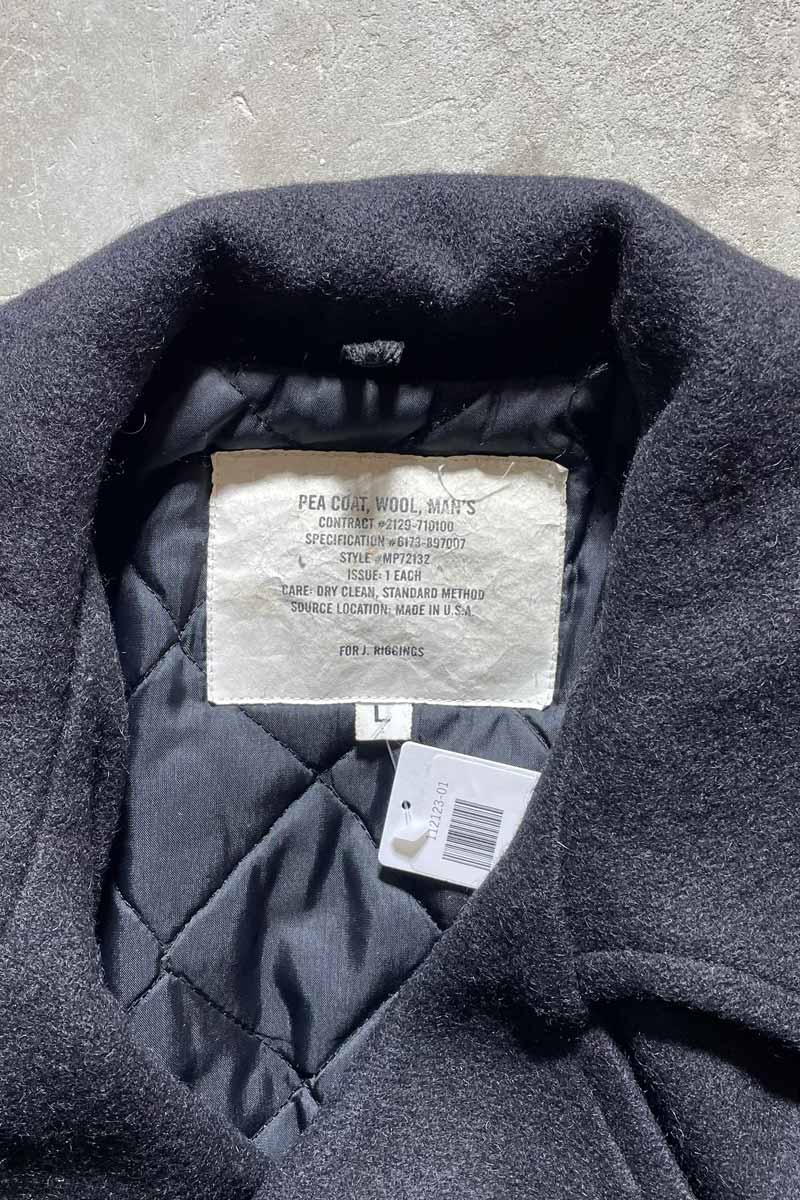 PEA COAT, WOOL, MAN'S
CONTRACT #2129-710100
SPECIFICATION #6173-897007
STYLE #MP72132
ISSUE: 1 EACH
CARE: DRY CLEAN, STANDARD METHOD
SOURCE LOCATION: MADE IN U.S.A.
FOR J. RIGGINGS
L
112123-01